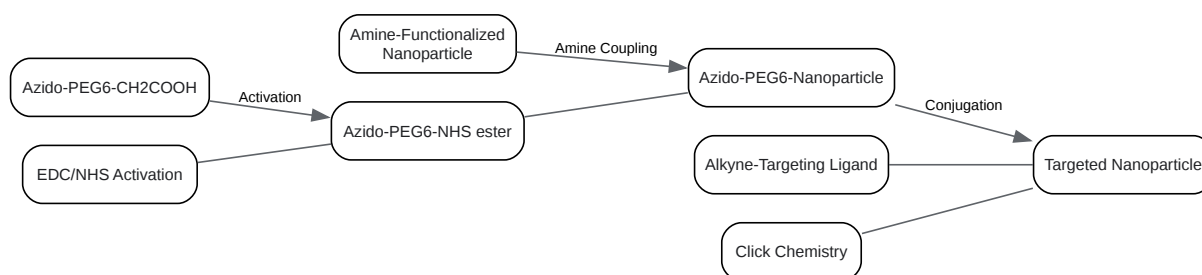 Azido-PEG6-CH2COOH
Activation
EDC/NHS Activation
Amine-Functionalized
Nanoparticle
Amine Coupling
Azido-PEG6-NHS ester
Azido-PEG6-Nanoparticle
Conjugation
Alkyne-Targeting Ligand
Targeted Nanoparticle
Click Chemistry